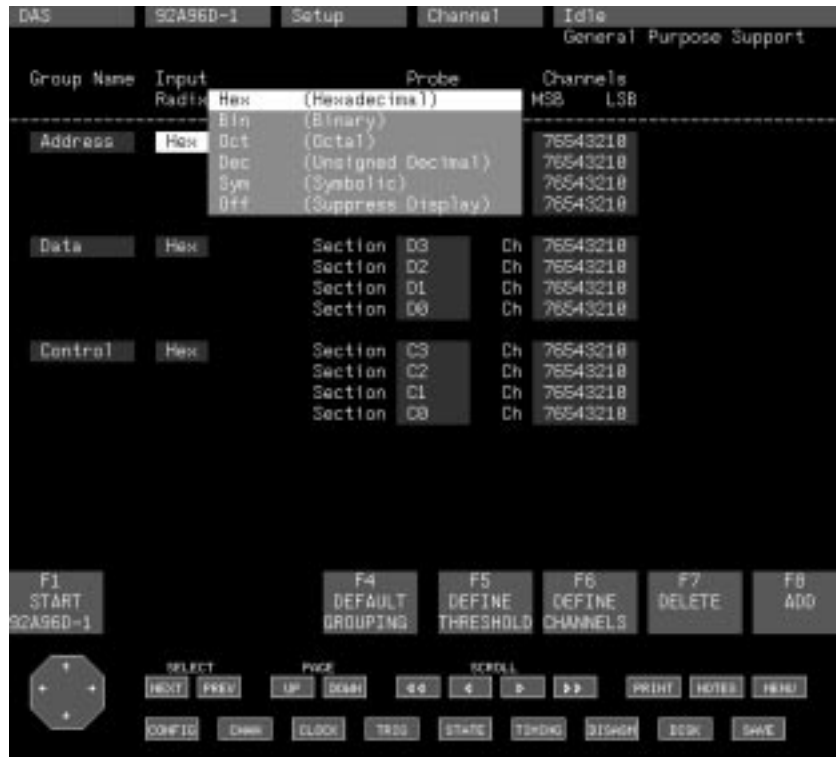 DAS 92A96D-1 Setup Channel Idle
General Purpose Support
Group Name Input Probe Channels
Radix Hex (Hexadecimal) MSB LSB
Bin (Binary)
Address Hex Oct (Octal) 76543210
Dec (Unsigned Decimal) 76543210
Sym (Symbolic) 76543210
Off (Suppress Display) 76543210
Data Hex Section D3 Ch 76543210
Section D2 Ch 76543210
Section D1 Ch 76543210
Section D0 Ch 76543210
Control Hex Section C3 Ch 76543210
Section C2 Ch 76543210
Section C1 Ch 76543210
Section C0 Ch 76543210
F1 F4 F5 F6 F7 F8
START DEFAULT DEFINE DEFINE DELETE ADD
92A96D-1 GROUPING THRESHOLD CHANNELS
SELECT PAGE SCROLL
NEXT PREV UP DOWN PRINT NOTES MENU
CONFIG CHAN CLOCK TRIG STATE TIMING DISASM DISK SAVE